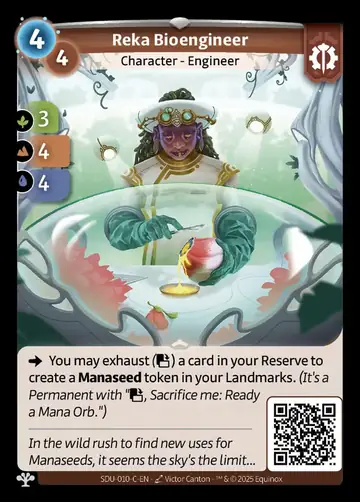 4
4
Reka Bioengineer
Character - Engineer
3
4
4
You may exhaust () a card in your Reserve to
create a Manaseed token in your Landmarks. (It's a
Permanent with ", Sacrifice me: Ready
a Mana Orb.")
In the wild rush to find new uses for
Manaseeds, it seems the sky's the limit...
SDU-010-C-EN - Victor Canton - ™ & © 2025 Equinox